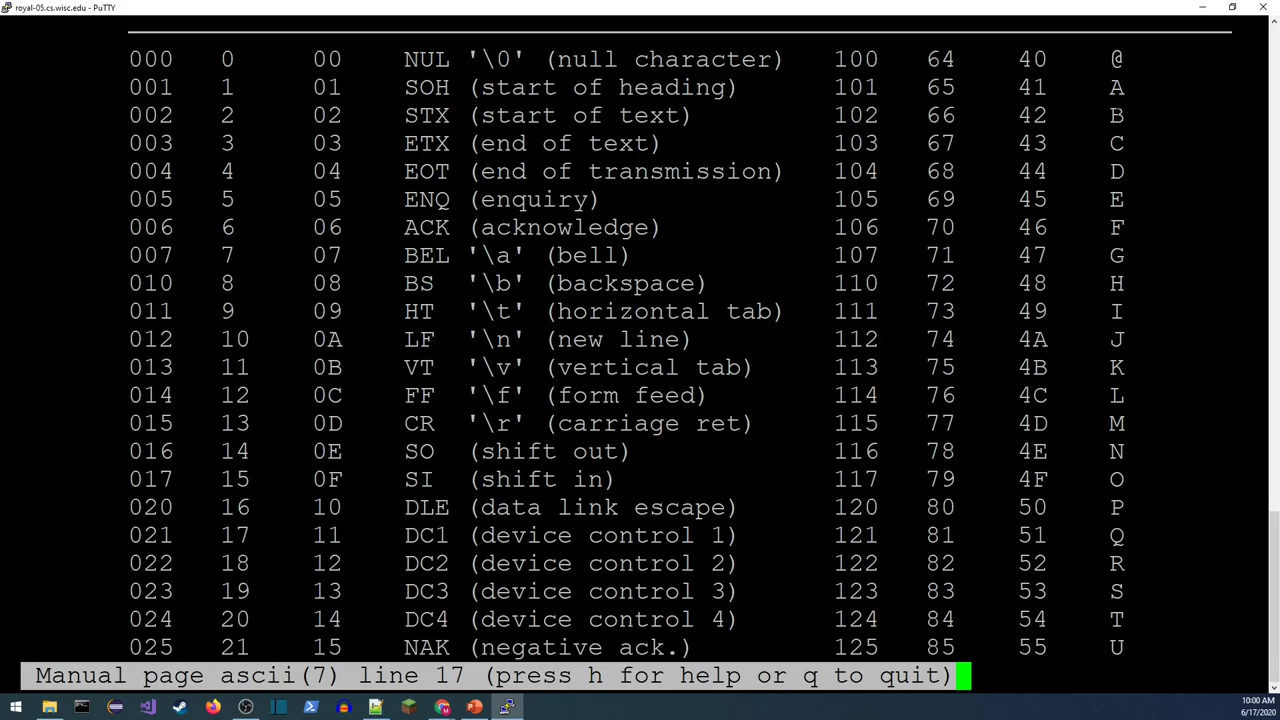 royal-05.cs.wisc.edu - PuTTY
000 0 00 NUL '\0' (null character) 100 64 40 @
001 1 01 SOH (start of heading) 101 65 41 A
002 2 02 STX (start of text) 102 66 42 B
003 3 03 ETX (end of text) 103 67 43 C
004 4 04 EOT (end of transmission) 104 68 44 D
005 5 05 ENQ (enquiry) 105 69 45 E
006 6 06 ACK (acknowledge) 106 70 46 F
007 7 07 BEL '\a' (bell) 107 71 47 G
010 8 08 BS '\b' (backspace) 110 72 48 H
011 9 09 HT '\t' (horizontal tab) 111 73 49 I
012 10 0A LF '\n' (new line) 112 74 4A J
013 11 0B VT '\v' (vertical tab) 113 75 4B K
014 12 0C FF '\f' (form feed) 114 76 4C L
015 13 0D CR '\r' (carriage ret) 115 77 4D M
016 14 0E SO (shift out) 116 78 4E N
017 15 0F SI (shift in) 117 79 4F O
020 16 10 DLE (data link escape) 120 80 50 P
021 17 11 DC1 (device control 1) 121 81 51 Q
022 18 12 DC2 (device control 2) 122 82 52 R
023 19 13 DC3 (device control 3) 123 83 53 S
024 20 14 DC4 (device control 4) 124 84 54 T
025 21 15 NAK (negative ack.) 125 85 55 U
Manual page ascii(7) line 17 (press h for help or q to quit)
10:00 AM
6/17/2020